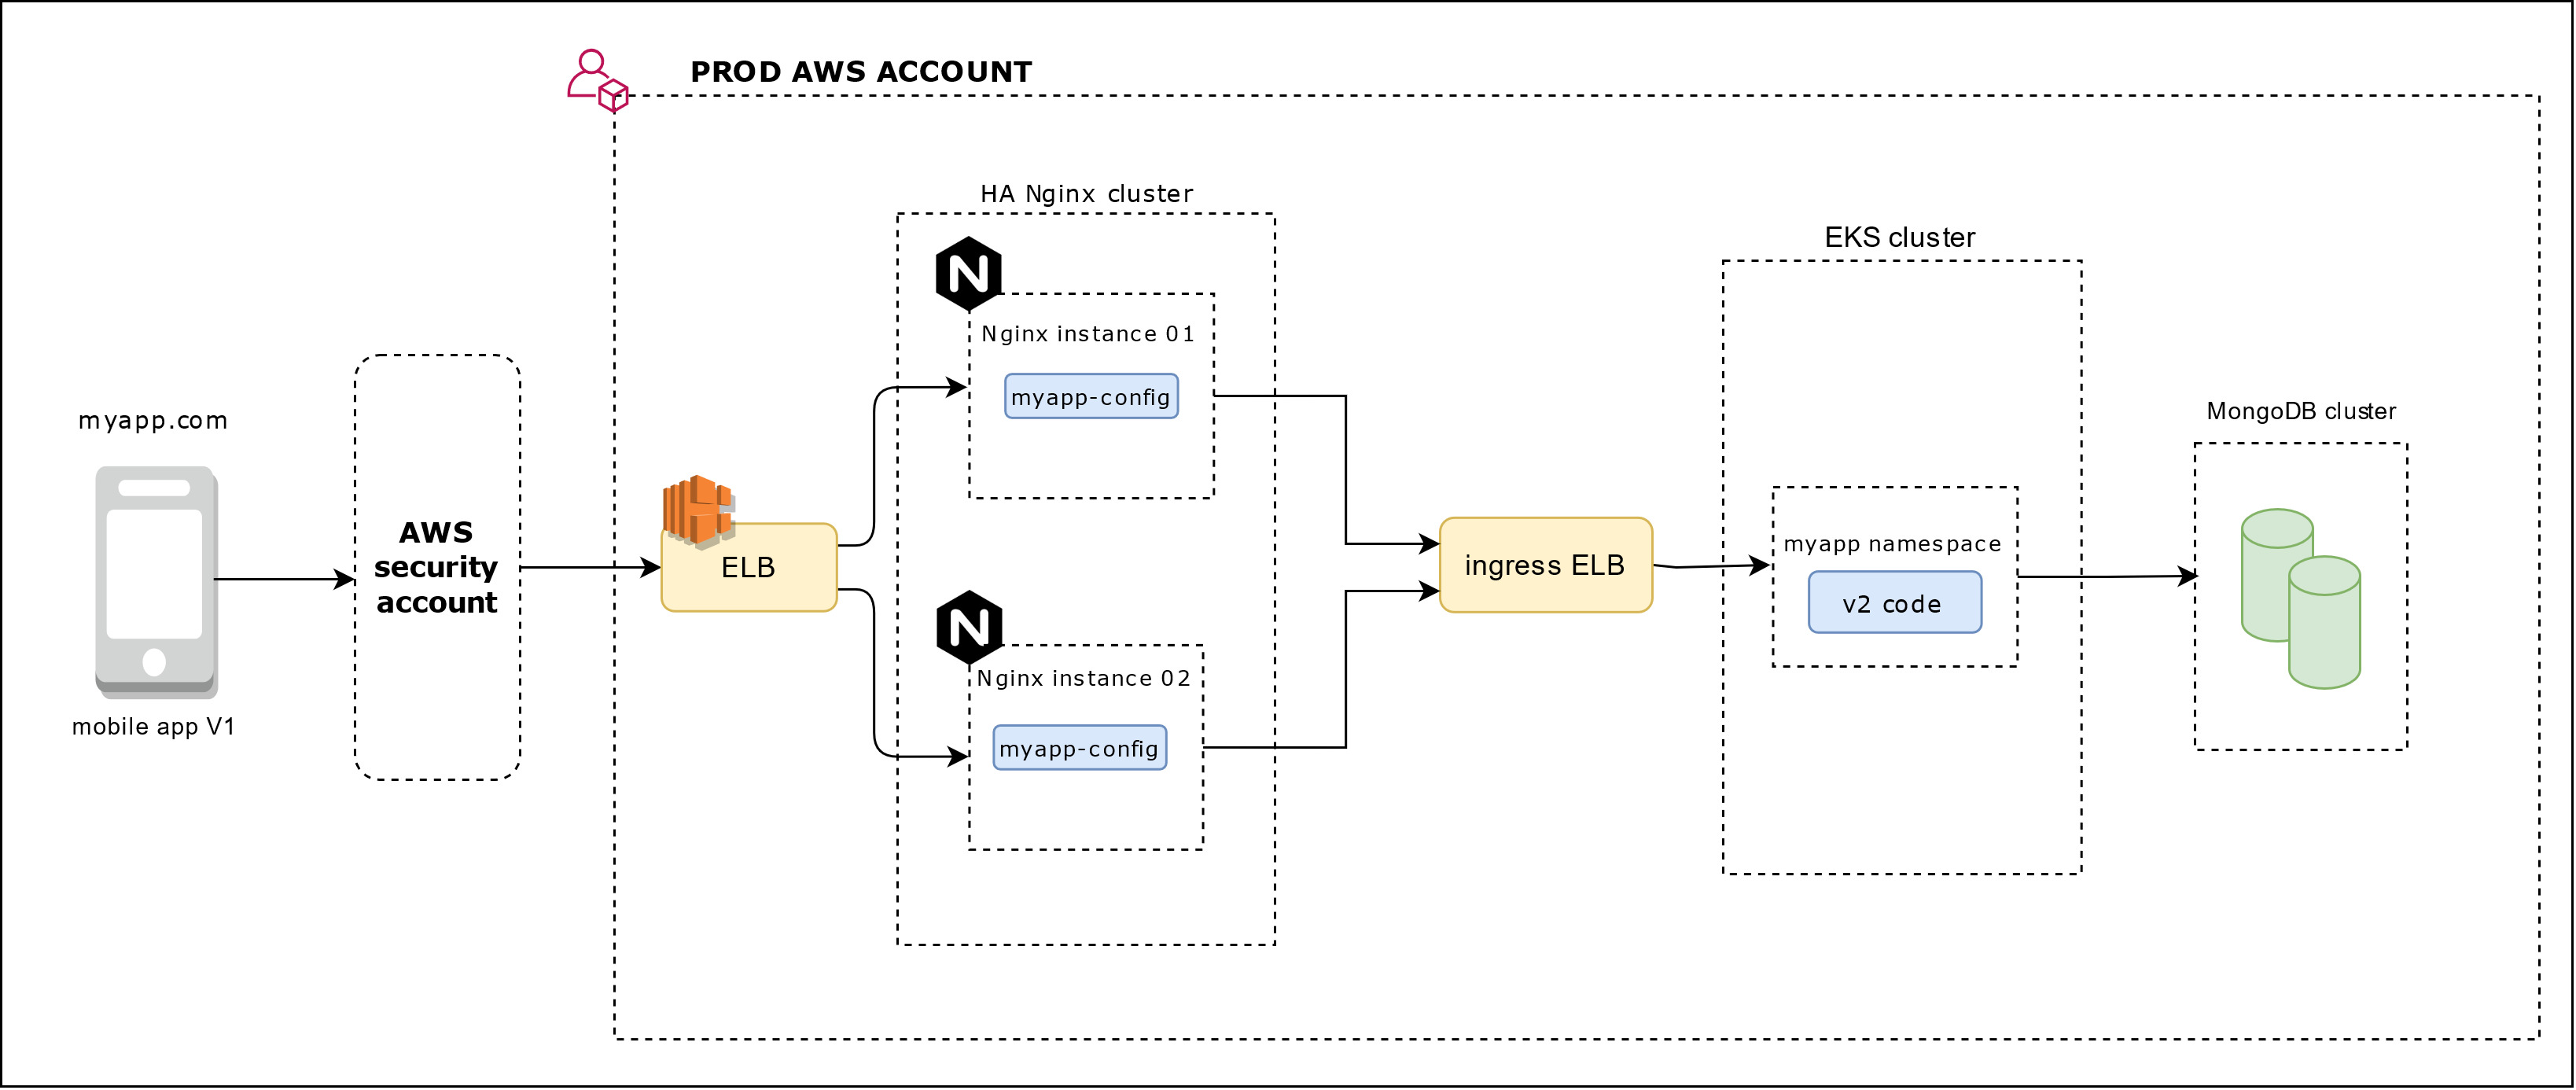 PROD AWS ACCOUNT
HA Nginx cluster
EKS cluster
Nginx instance 01
myapp-config
myapp.com
MongoDB cluster
AWS
security
account
ELB
ingress ELB
myapp namespace
v2 code
Nginx instance 02
myapp-config
mobile app V1